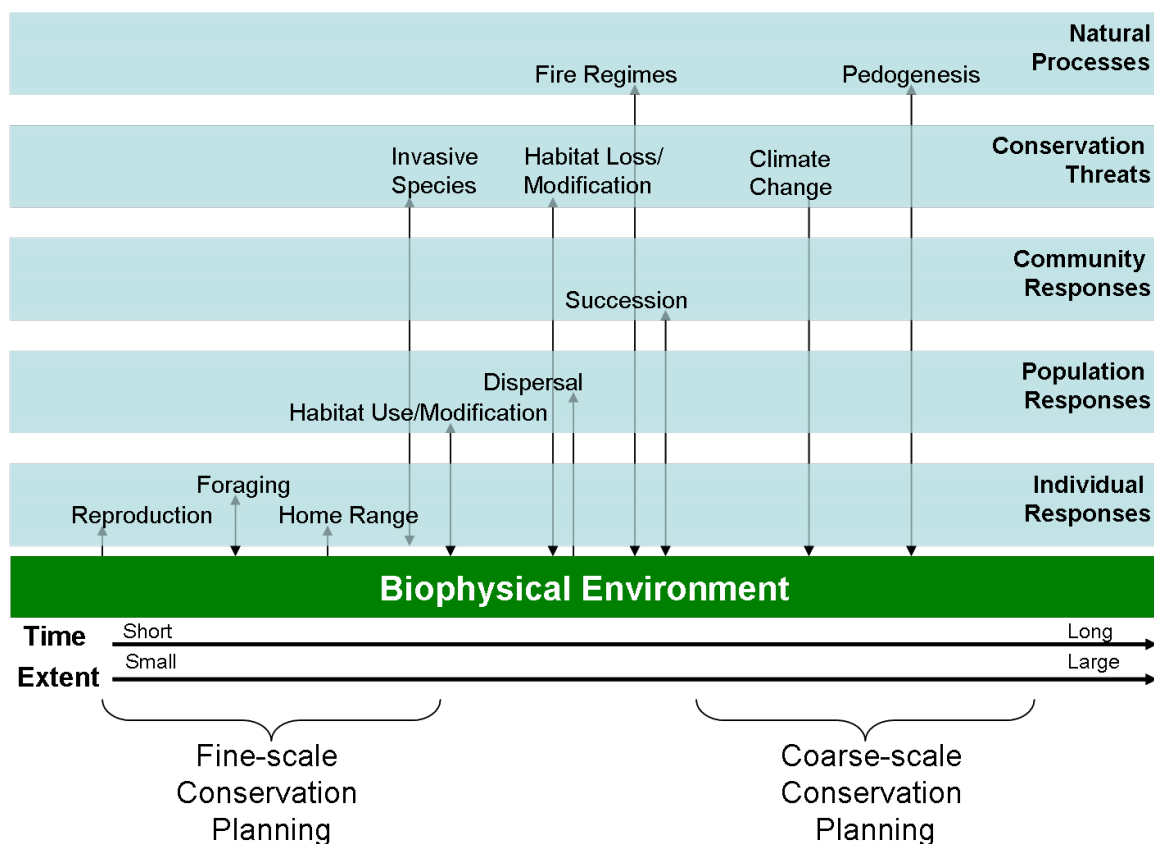 Natural
Processes
Fire Regimes
Pedogenesis
Conservation
Threats
Invasive
Species
Habitat Loss/
Modification
Climate
Change
Community
Responses
Succession
Population
Responses
Dispersal
Habitat Use/Modification
Individual
Responses
Foraging
Reproduction
Home Range
Biophysical Environment
Time
Short
Long
Extent
Small
Large
Fine-scale
Conservation
Planning
Coarse-scale
Conservation
Planning